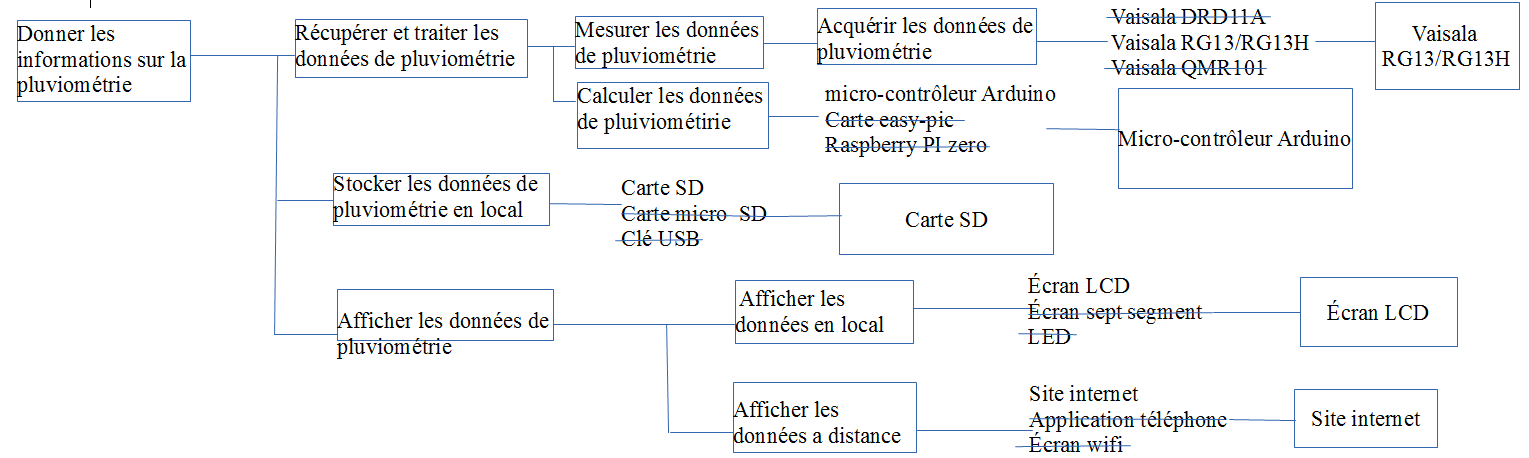 Donner les
informations sur la
pluviométrie
Récupérer et traiter les
données de pluviométrie
Mesurer les données
de pluviométrie
Acquérir les données de
pluviométrie
Vaisala DRD11A
Vaisala RG13/RG13H
Vaisala QMR101
Vaisala
RG13/RG13H
Calculer les données
de pluiviométirie
micro-contrôleur Arduino
Carte easy-pic
Raspberry PI zero
Micro-contrôleur Arduino
Stocker les données de
pluviométrie en local
Carte SD
Carte micro SD
Clé USB
Carte SD
Afficher les données de
pluviométrie
Afficher les
données en local
Écran LCD
Écran sept segment
LED
Écran LCD
Afficher les
données a distance
Site internet
Application téléphone
Écran wifi
Site internet